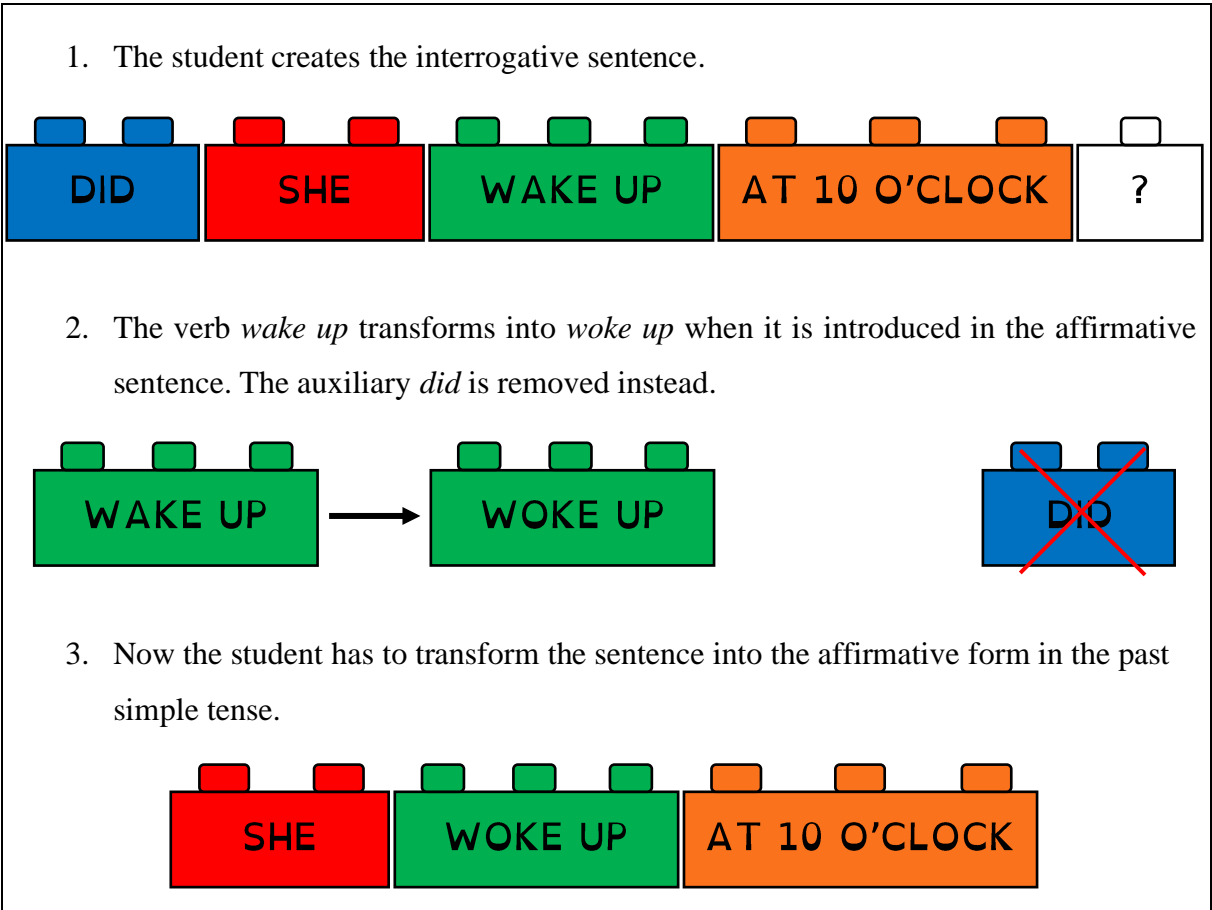 1. The student creates the interrogative sentence.
DID SHE WAKE UP AT 10 O'CLOCK ?
2. The verb wake up transforms into woke up when it is introduced in the affirmative
sentence. The auxiliary did is removed instead.
WAKE UP WOKE UP DID
3. Now the student has to transform the sentence into the affirmative form in the past
simple tense.
SHE WOKE UP AT 10 O'CLOCK